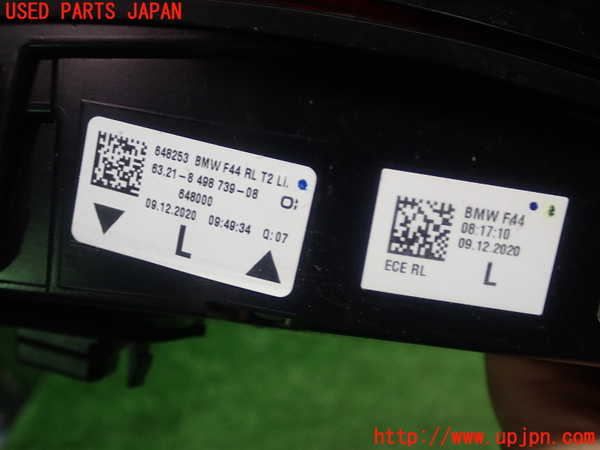 USED PARTS JAPAN
648253 BMW F44 RL T2 Li.
63.21-8 498 739-08
648000
09.12.2020 09:49:34 Q:07
L
BMW F44
08:17:10
09.12.2020
ECE RL
L
http://www.upjpn.com/